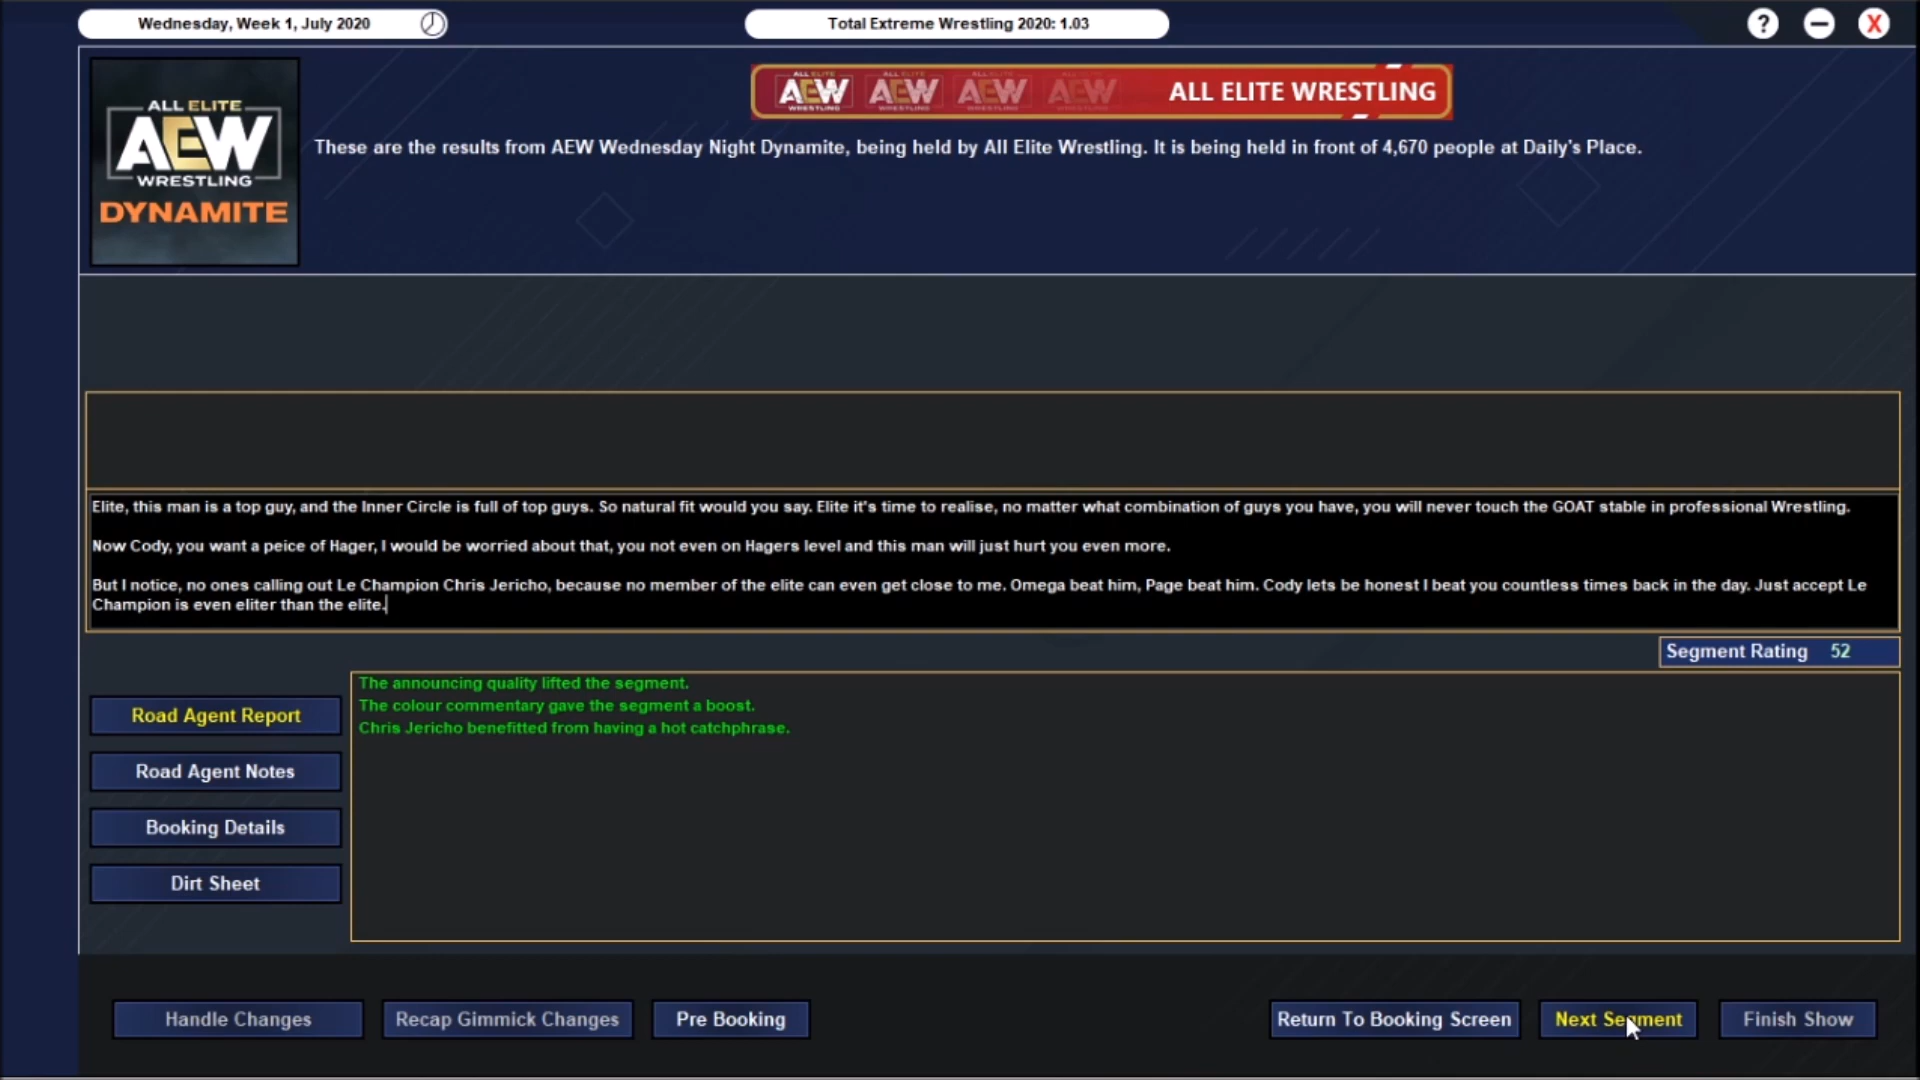 Wednesday, Week 1, July 2020
Total Extreme Wrestling 2020: 1.03
?
X
ALL ELITE
AEW
WRESTLING
DYNAMITE
ALL ELITE
AEW
WRESTLING
AEW
AEW
AEW
ALL ELITE WRESTLING
These are the results from AEW Wednesday Night Dynamite, being held by All Elite Wrestling. It is being held in front of 4,670 people at Daily's Place.
Elite, this man is a top guy, and the Inner Circle is full of top guys. So natural fit would you say. Elite it's time to realise, no matter what combination of guys you have, you will never touch the GOAT stable in professional Wrestling.
Now Cody, you want a peice of Hager, I would be worried about that, you not even on Hagers level and this man will just hurt you even more.
But I notice, no ones calling out Le Champion Chris Jericho, because no member of the elite can even get close to me. Omega beat him, Page beat him. Cody lets be honest I beat you countless times back in the day. Just accept Le
Champion is even eliter than the elite.
Segment Rating 52
The announcing quality lifted the segment.
The colour commentary gave the segment a boost.
Chris Jericho benefitted from having a hot catchphrase.
Road Agent Report
Road Agent Notes
Booking Details
Dirt Sheet
Handle Changes
Recap Gimmick Changes
Pre Booking
Return To Booking Screen
Next Segment
Finish Show